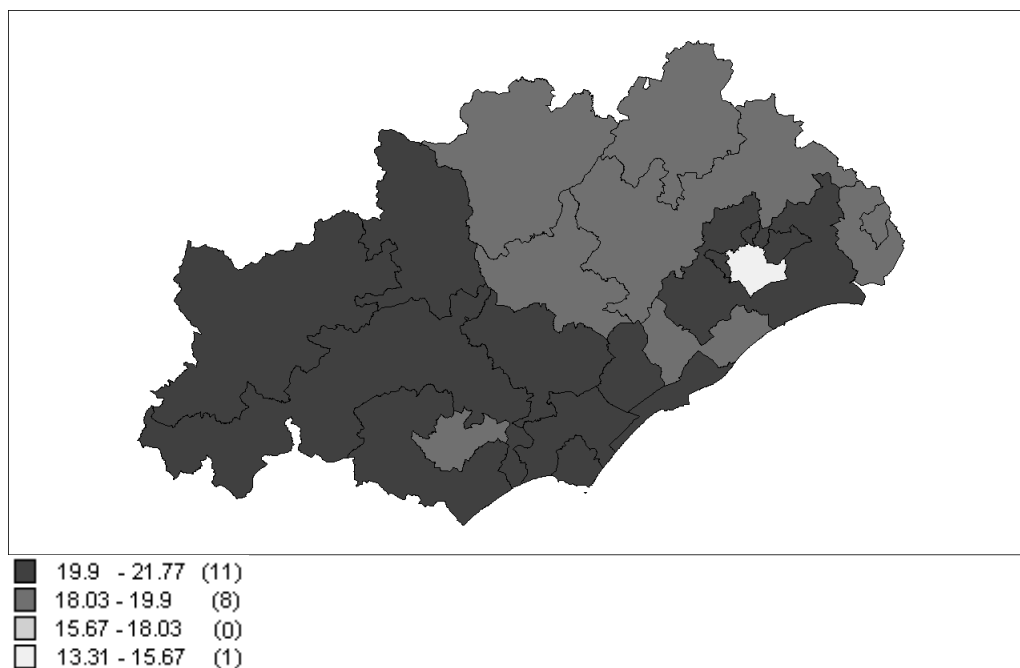 19.9 - 21.77 (11)
18.03 - 19.9 (8)
15.67 - 18.03 (0)
13.31 - 15.67 (1)